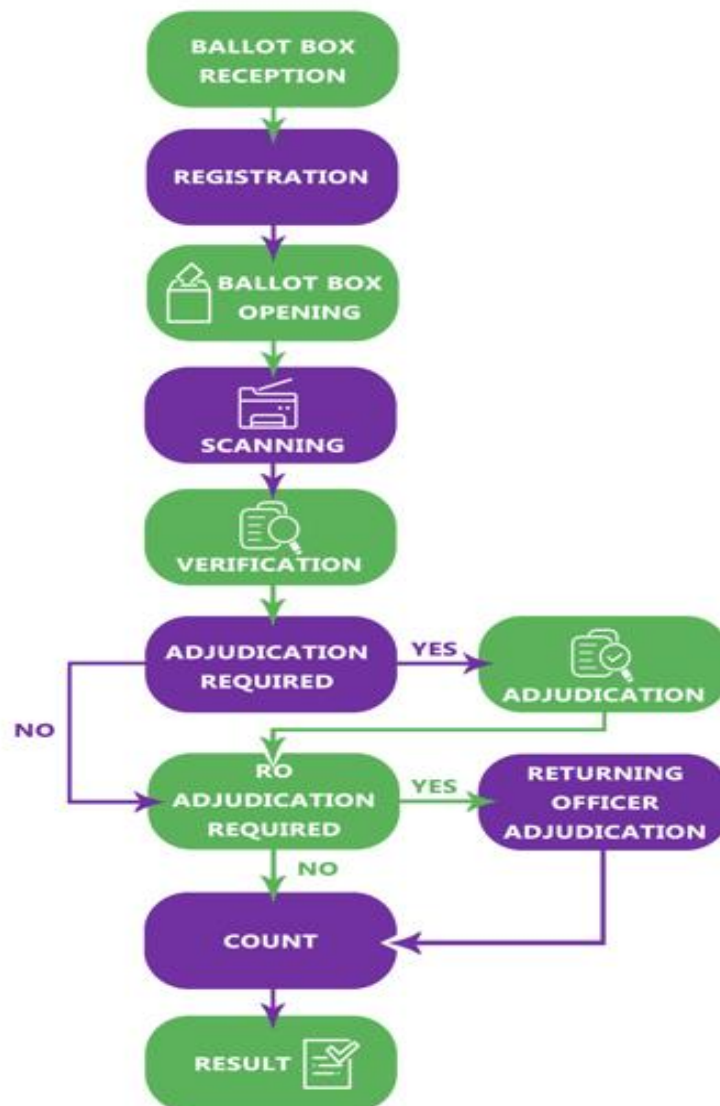 BALLOT BOX
RECEPTION
REGISTRATION
BALLOT BOX
OPENING
SCANNING
VERIFICATION
ADJUDICATION
REQUIRED
YES
ADJUDICATION
NO
RO
ADJUDICATION
REQUIRED
YES
RETURNING
OFFICER
ADJUDICATION
NO
COUNT
RESULT